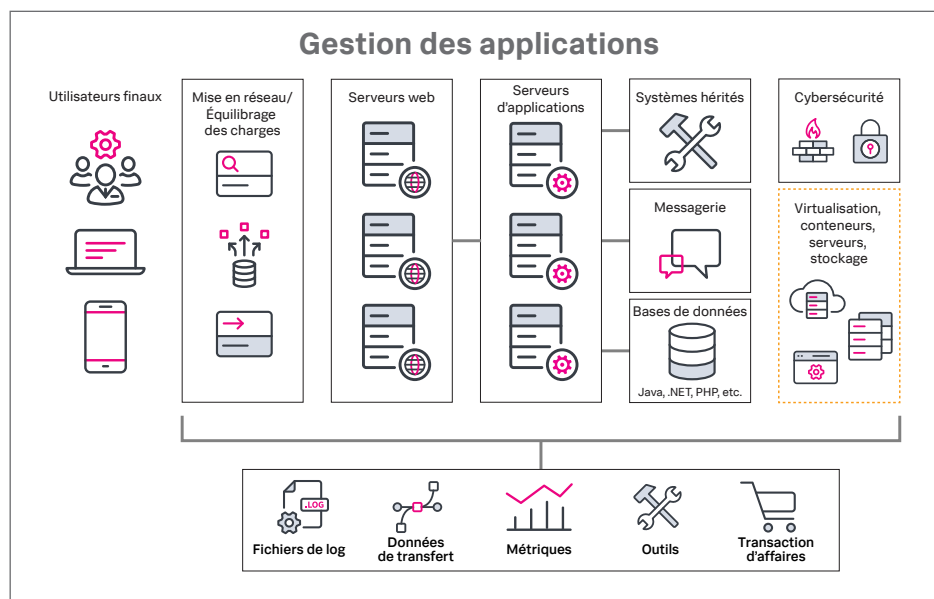 Gestion des applications
Utilisateurs finaux
Mise en réseau/
Équilibrage
des charges
Serveurs web
Serveurs
d'applications
Systèmes hérités
Cybersécurité
Messagerie
Virtualisation,
conteneurs,
serveurs,
stockage
Bases de données
Java, .NET, PHP, etc.
.LOG
Fichiers de log
Données
de transfert
Métriques
Outils
Transaction
d'affaires